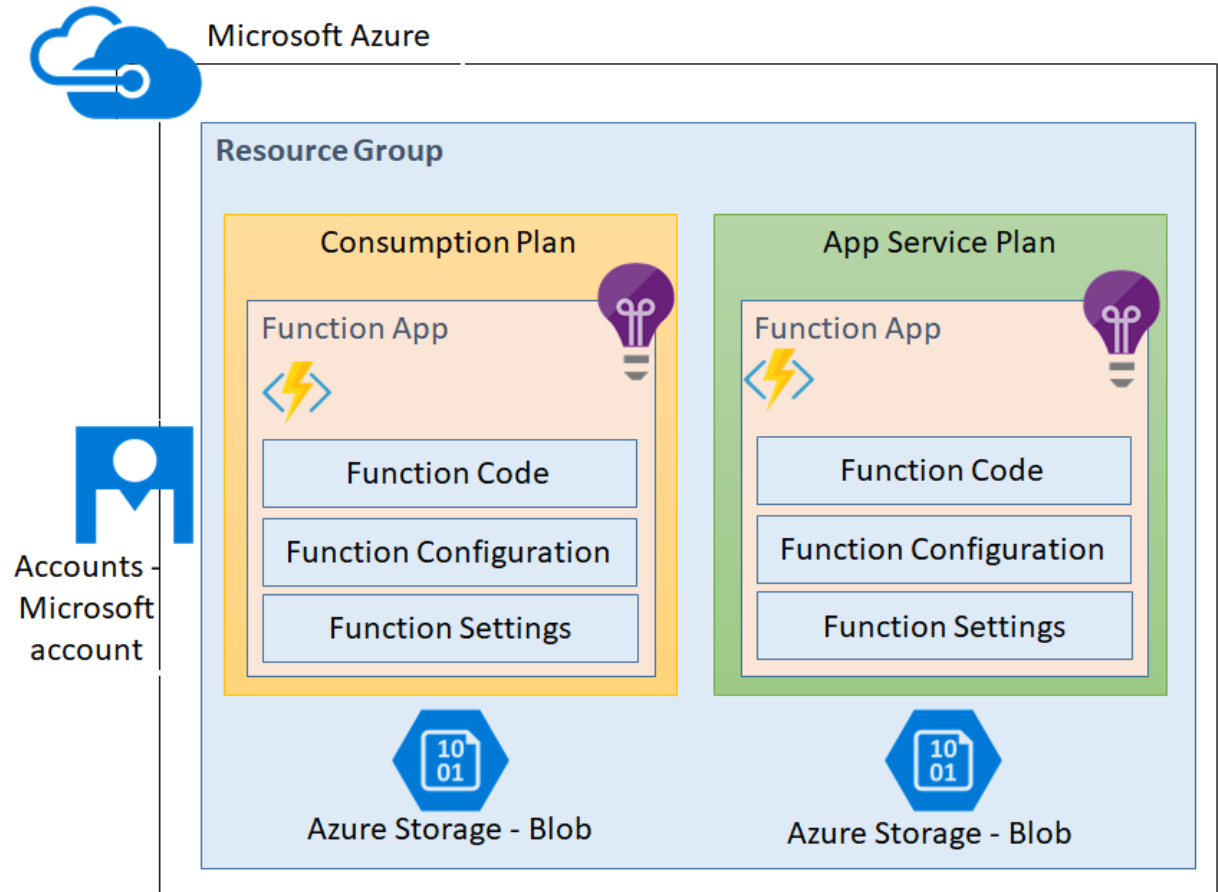 Microsoft Azure
Resource Group
Consumption Plan
Function App
Function Code
Function Configuration
Function Settings
Azure Storage - Blob
App Service Plan
Function App
Function Code
Function Configuration
Function Settings
Azure Storage - Blob
Accounts -
Microsoft
account
10
01
10
01